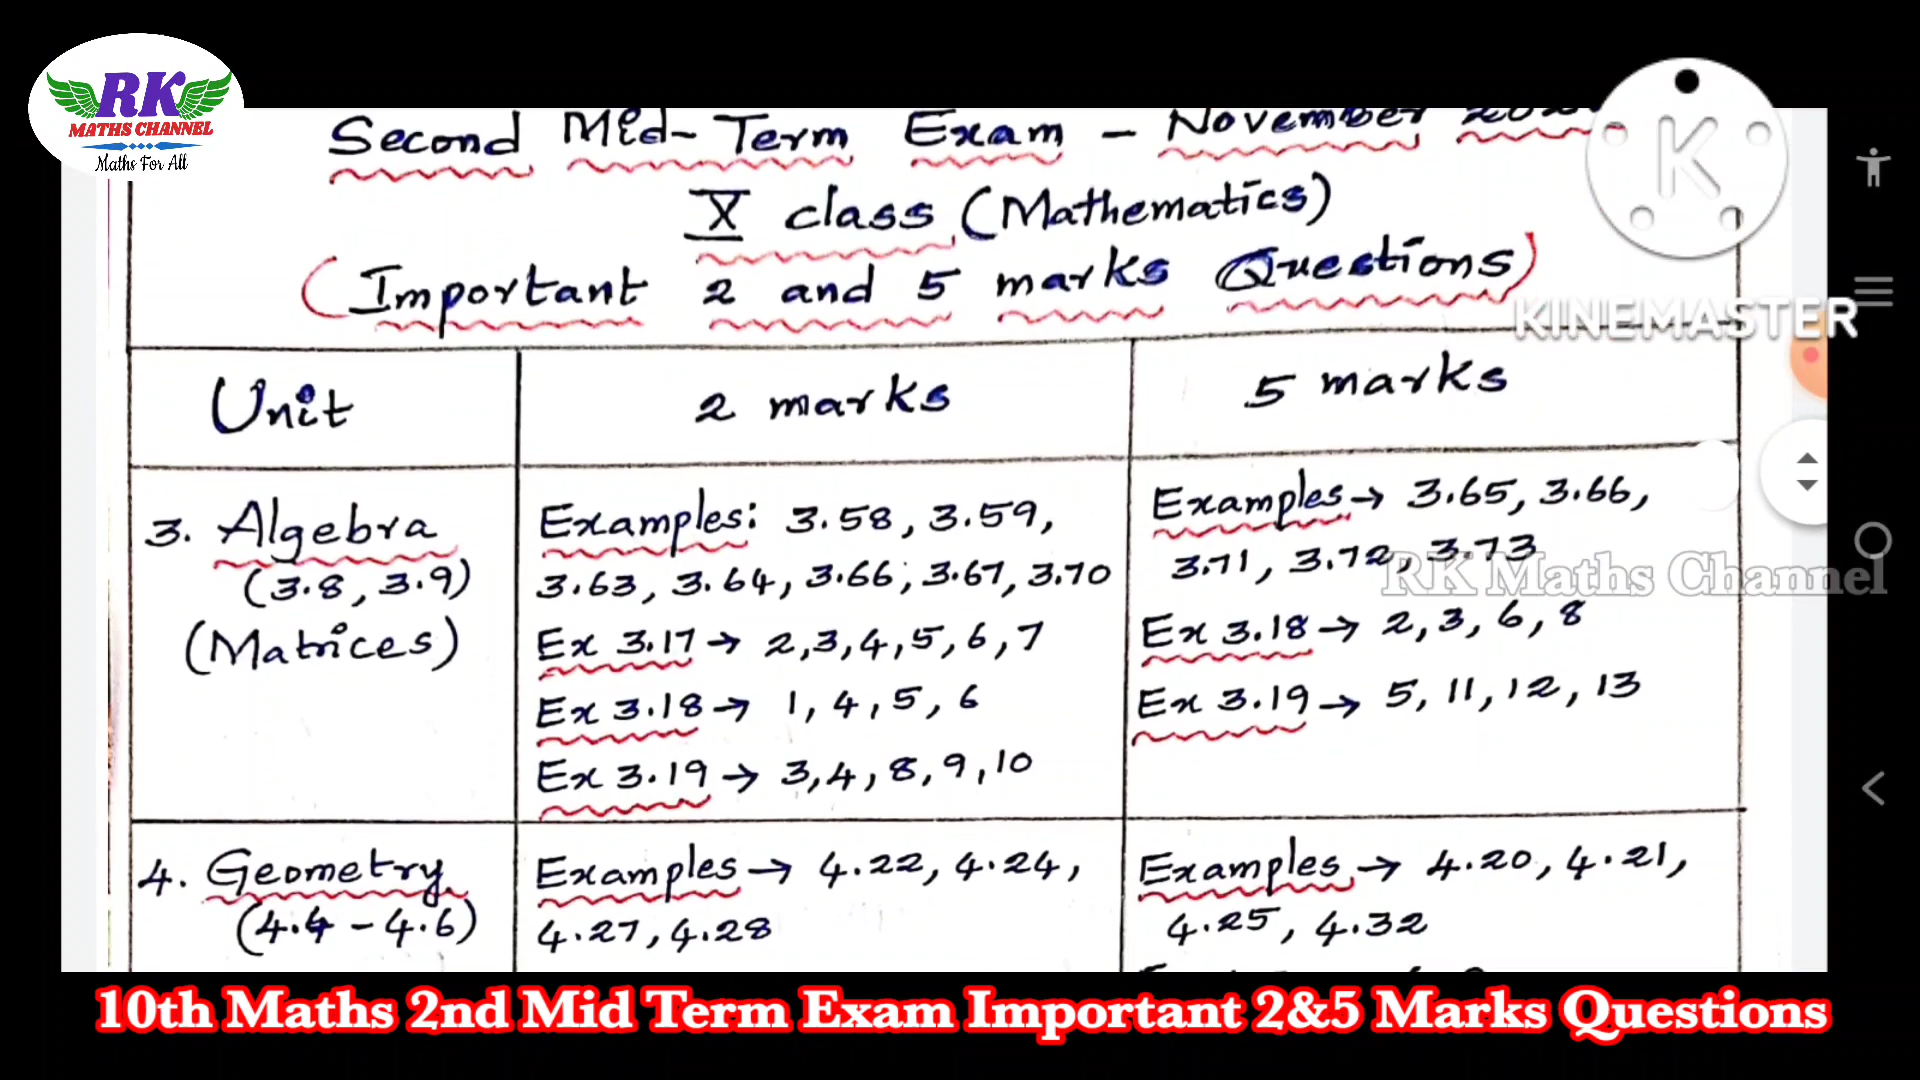 RK
MATHS CHANNEL
Maths For All
Second Mid-Term Exam - November
X class (Mathematics)
(Important 2 and 5 marks Questions)
K
KINEMASTER
Unit
2 marks
5 marks
3. Algebra
(3.8, 3.9)
(Matrices)
Examples: 3.58, 3.59,
3.63, 3.64, 3.66, 3.67, 3.70
Ex 3.17 → 2,3,4,5,6,7
Ex 3.18 → 1,4,5,6
Ex 3.19 → 3,4,8,9,10
Examples → 3.65, 3.66,
3.71, 3.72, 3.73
Ex 3.18 → 2,3,6,8
Ex 3.19 → 5,11,12,13
RK Maths Channel
4. Geometry
(4.4 - 4.6)
Examples → 4.22, 4.24,
4.27, 4.28
Examples → 4.20, 4.21,
4.25, 4.32
10th Maths 2nd Mid Term Exam Important 2&5 Marks Questions